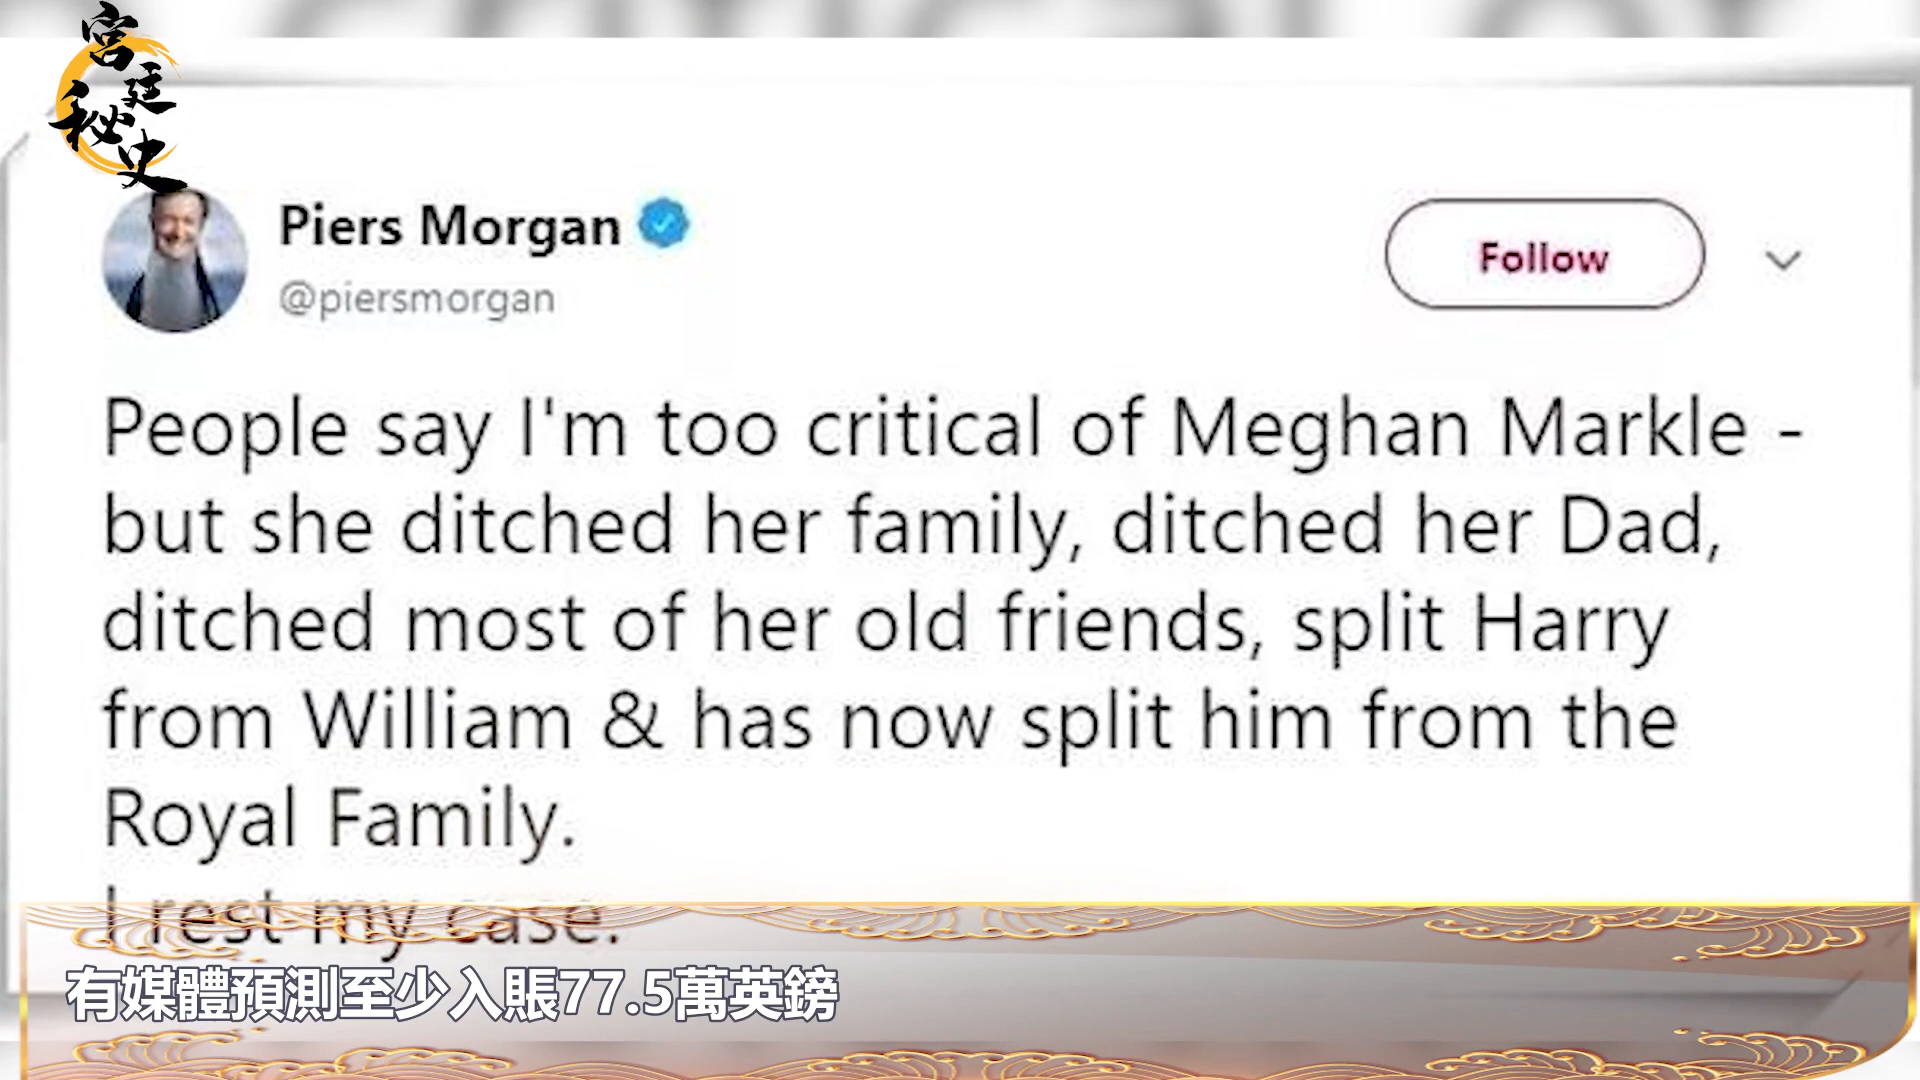 宮廷秘史
Piers Morgan
@piersmorgan
Follow
People say I'm too critical of Meghan Markle -
but she ditched her family, ditched her Dad,
ditched most of her old friends, split Harry
from William & has now split him from the
Royal Family.
I rest my case.
有媒體預測至少入賬77.5萬英鎊